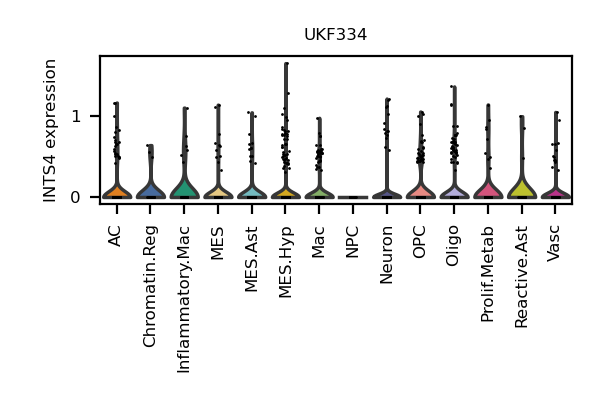 UKF334
INTS4 expression
1
0
AC
Chromatin.Reg
Inflammatory.Mac
MES
MES.Ast
MES.Hyp
Mac
NPC
Neuron
OPC
Oligo
Prolif.Metab
Reactive.Ast
Vasc